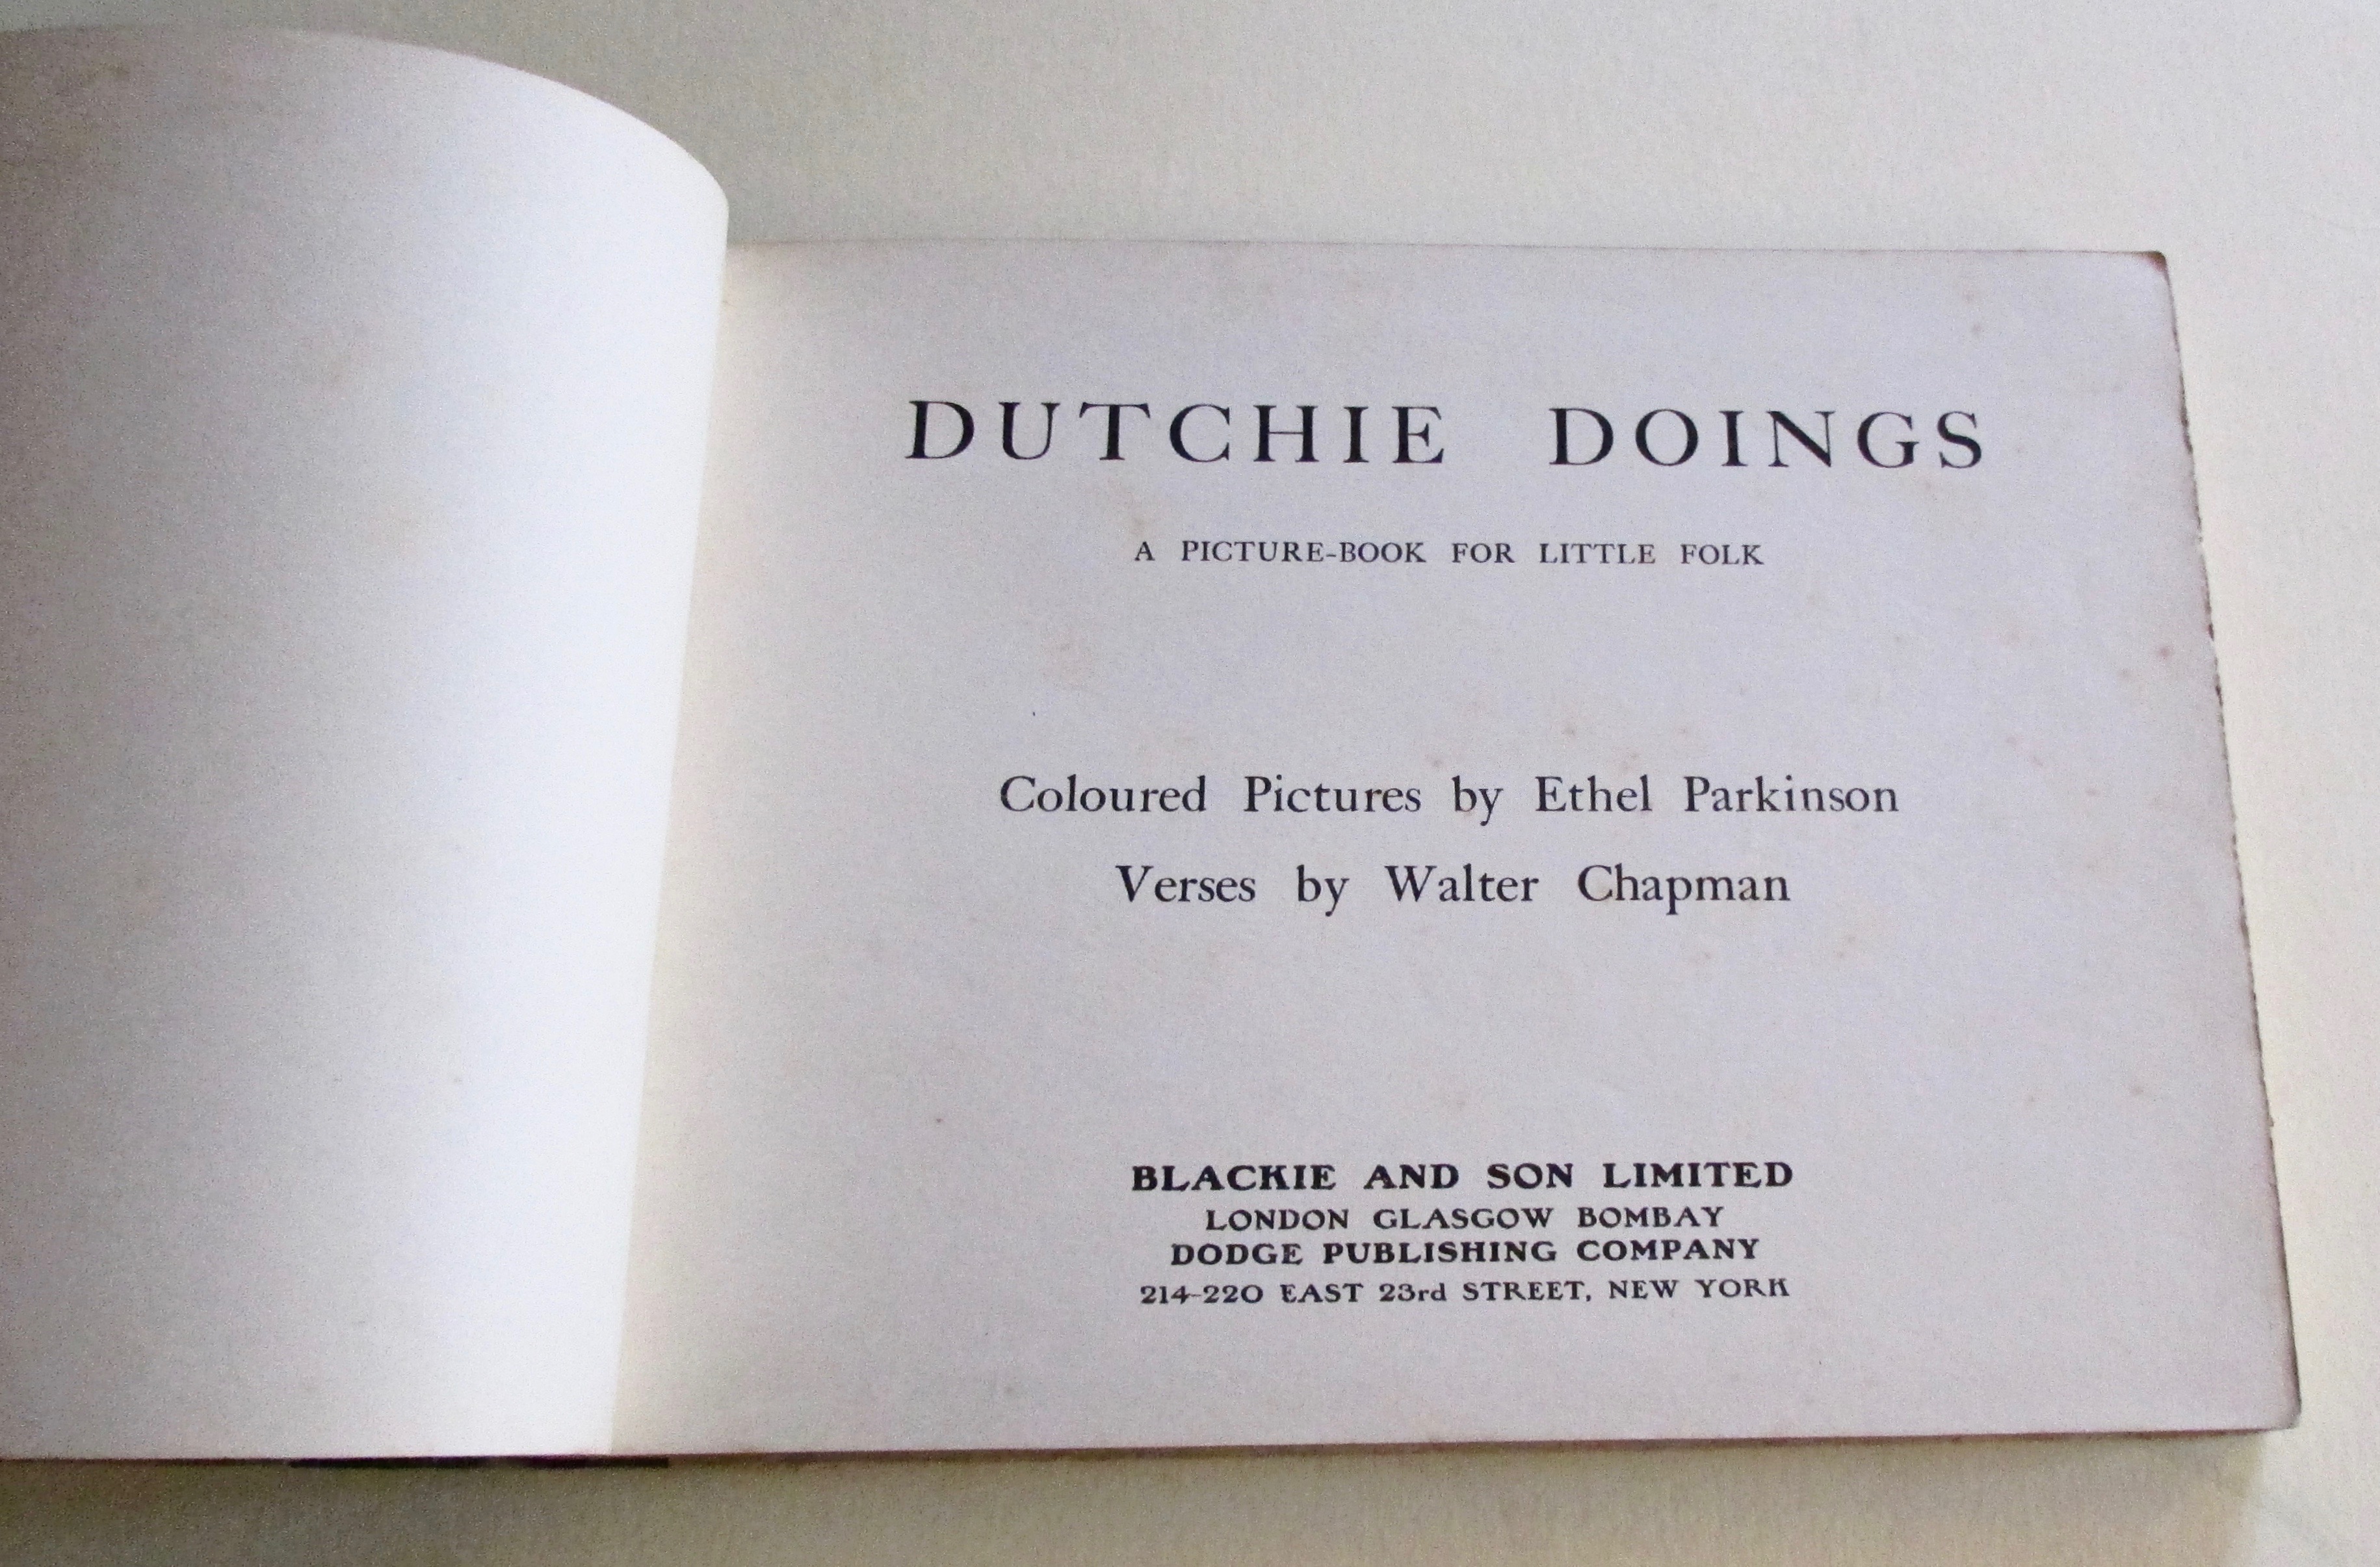 DUTCHIE DOINGS
A PICTURE-BOOK FOR LITTLE FOLK
Coloured Pictures by Ethel Parkinson
Verses by Walter Chapman
BLACKIE AND SON LIMITED
LONDON GLASGOW BOMBAY
DODGE PUBLISHING COMPANY
214-220 EAST 23rd STREET, NEW YORK